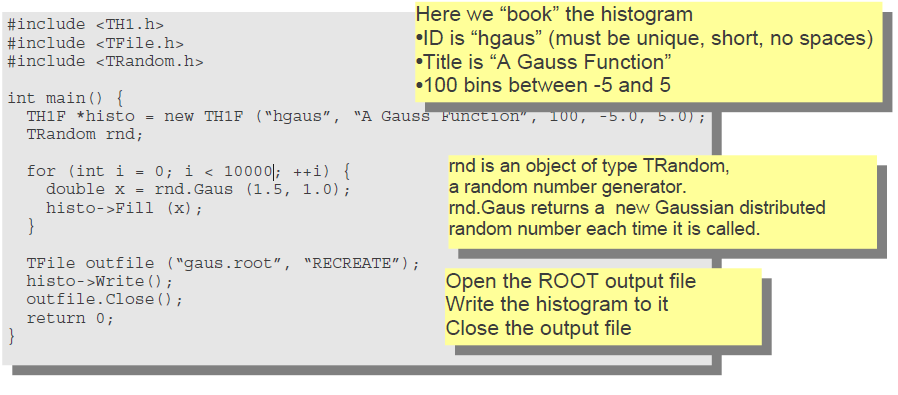 #include <TH1.h>
#include <TFile.h>
#include <TRandom.h>
int main() {
TH1F *histo = new TH1F (“hgaus”, “A Gauss Function”, 100, -5.0, 5.0);
TRandom rnd;
for (int i = 0; i < 10000; ++i) {
double x = rnd.Gaus (1.5, 1.0);
histo->Fill (x);
}
TFile outfile (“gaus.root”, “RECREATE”);
histo->Write();
outfile.Close();
return 0;
}
Here we “book” the histogram
•ID is “hgaus” (must be unique, short, no spaces)
•Title is “A Gauss Function”
•100 bins between -5 and 5
rnd is an object of type TRandom,
a random number generator.
rnd.Gaus returns a  new Gaussian distributed
random number each time it is called.
Open the ROOT output file
Write the histogram to it
Close the output file